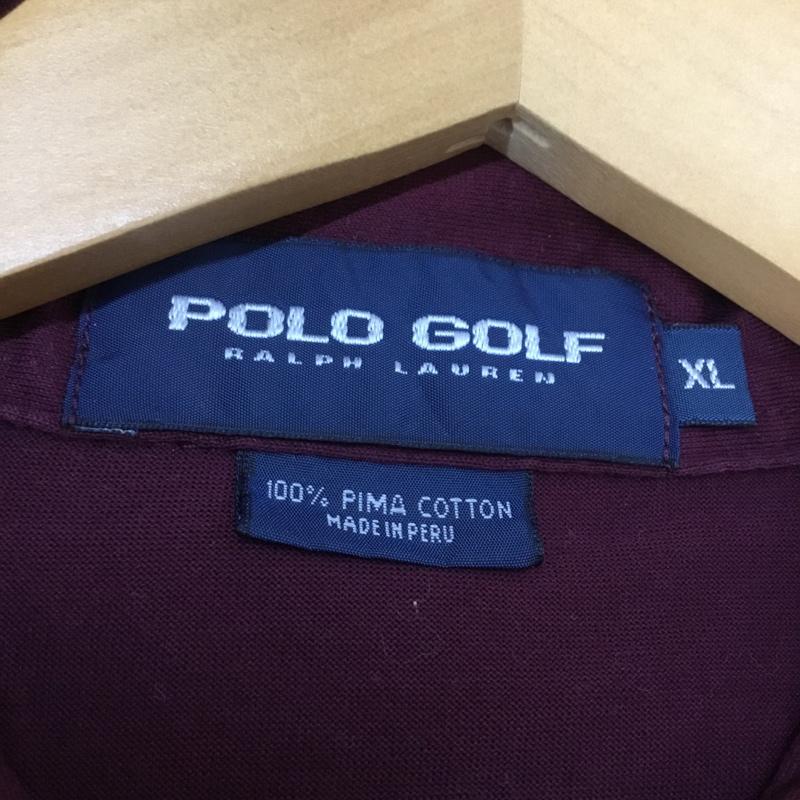 POLO GOLF
RALPH LAUREN
XL
100% PIMA COTTON
MADE IN PERU